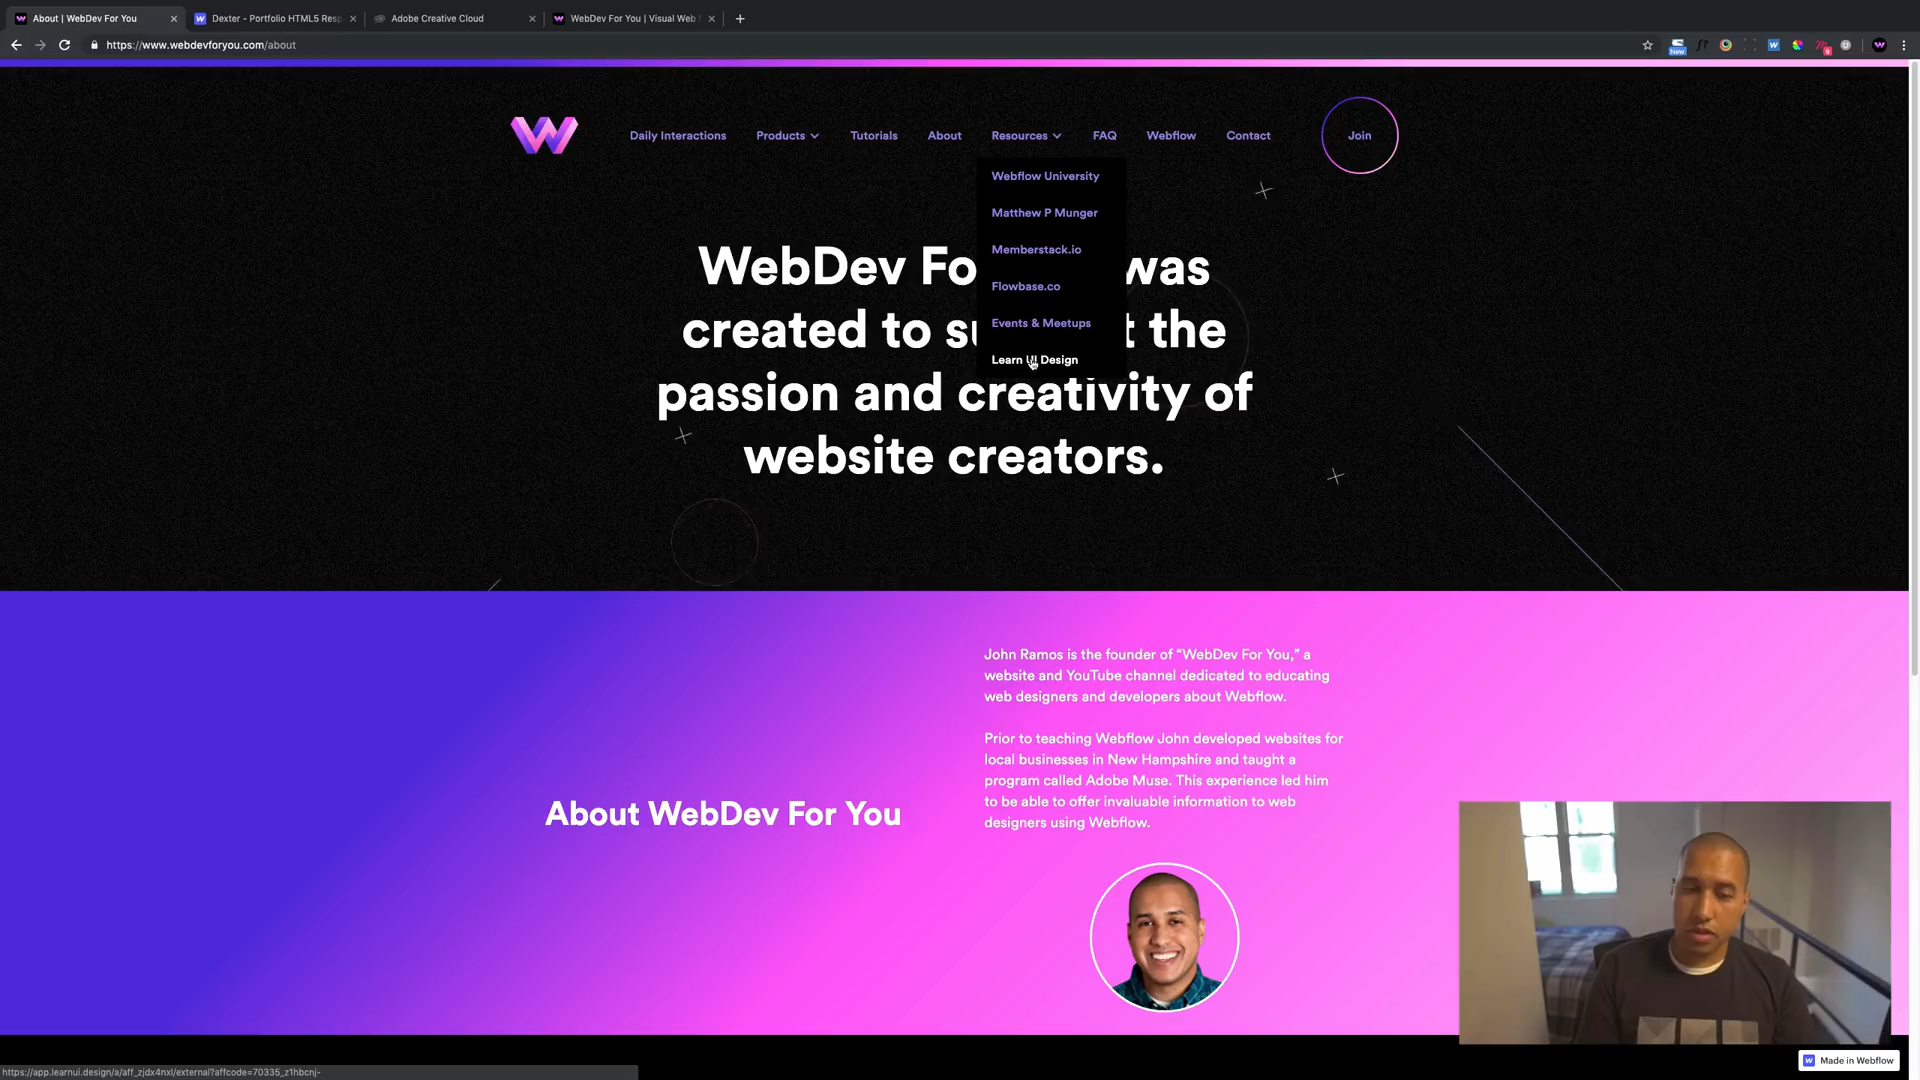 About | WebDev For You
Dexter - Portfolio HTML5 Resp
Adobe Creative Cloud
WebDev For You | Visual Web
https://www.webdevforyou.com/about
New
Daily Interactions
Products
Tutorials
About
Resources
FAQ
Webflow
Contact
Join
Webflow University
Matthew P Munger
Memberstack.io
Flowbase.co
Events & Meetups
Learn UI Design
WebDev Fo was
created to su t the
passion and creativity of
website creators.
About WebDev For You
John Ramos is the founder of “WebDev For You,” a
website and YouTube channel dedicated to educating
web designers and developers about Webflow.
Prior to teaching Webflow John developed websites for
local businesses in New Hampshire and taught a
program called Adobe Muse. This experience led him
to be able to offer invaluable information to web
designers using Webflow.
Made in Webflow
https://app.learnui.design/a/aff_zjdx4nxl/external?affcode=70335_z1hbcnj-